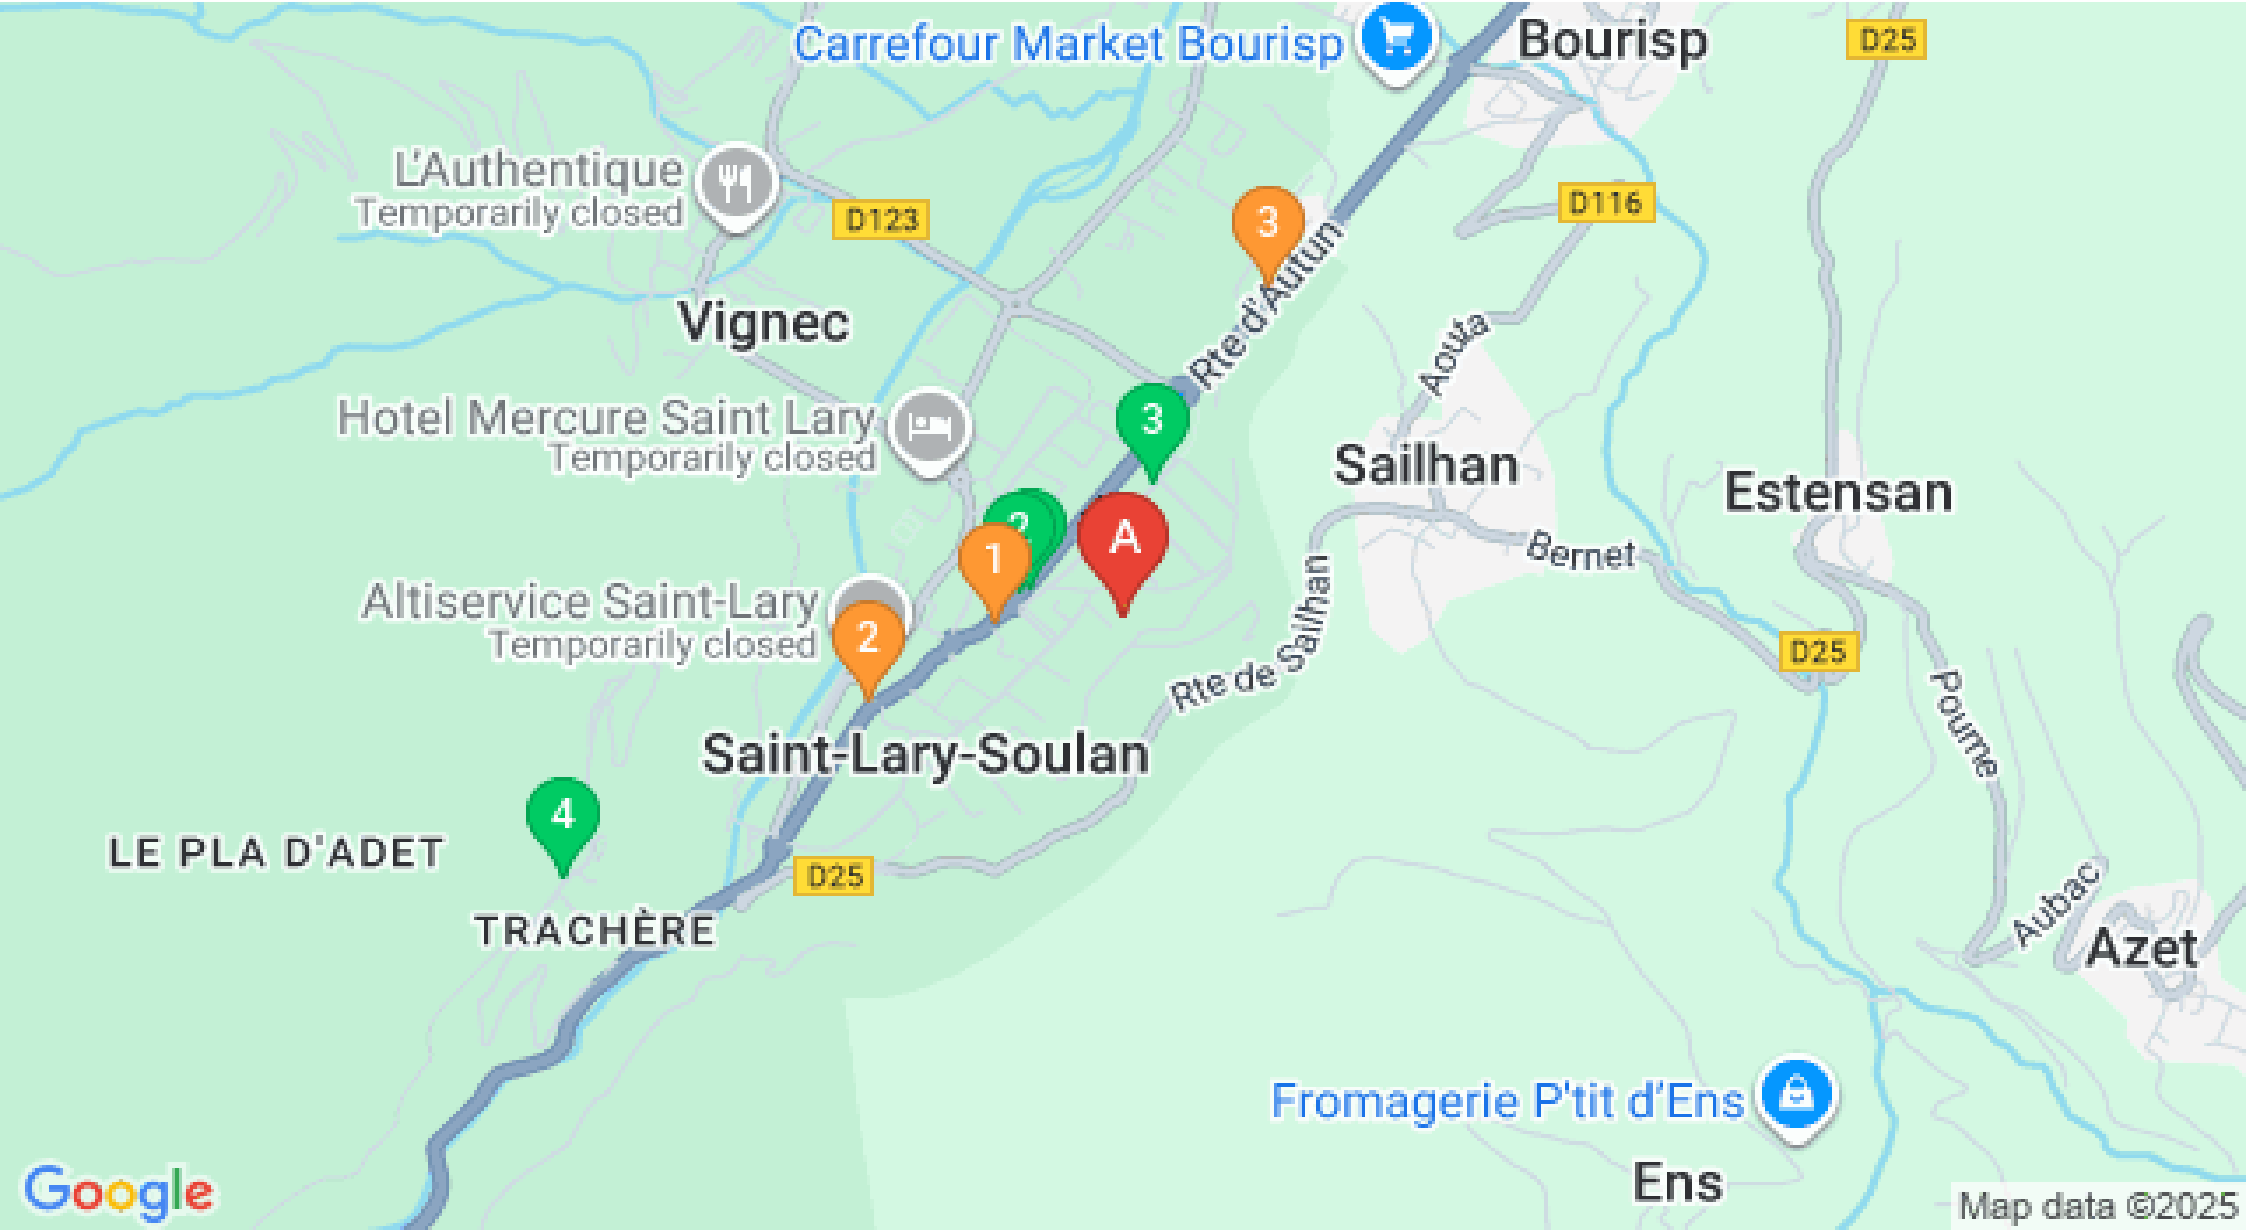 Carrefour Market Bourisp
Bourisp
D25
L'Authentique
Temporarily closed
D123
D116
3
Rte d'Autun
Vignec
Aoula
Hotel Mercure Saint Lary
Temporarily closed
3
Sailhan
Estensan
2
A
1
Bernet
Altiservice Saint-Lary
Temporarily closed
2
Rte de Sailhan
D25
Poume
Saint-Lary-Soulan
4
LE PLA D'ADET
D25
TRACHÈRE
Aubac
Azet
Fromagerie P'tit d'Ens
Ens
Google
Map data ©2025